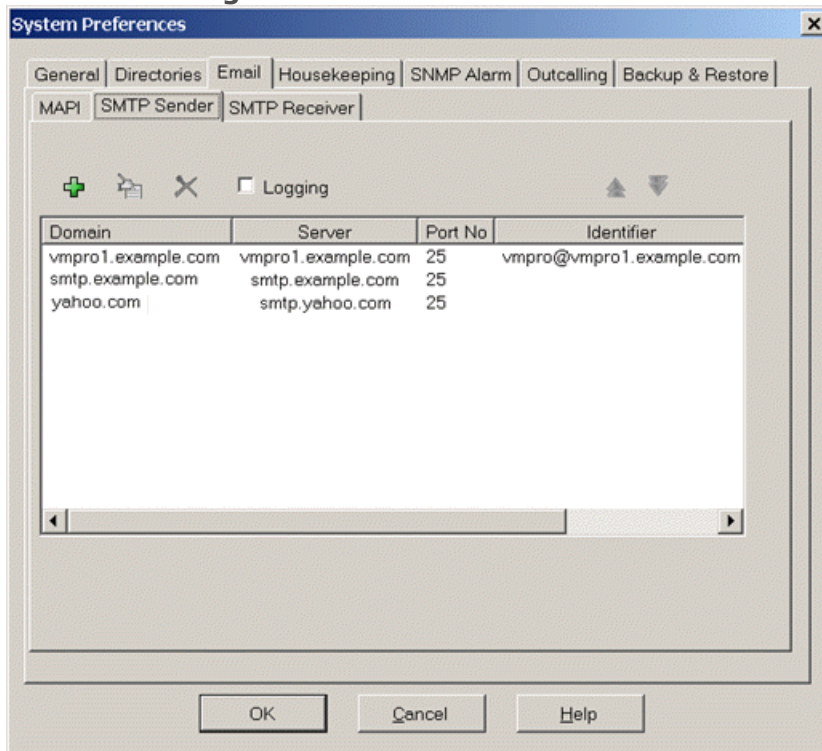 System Preferences
General Directories Email Housekeeping SNMP Alarm Outcalling Backup & Restore
MAPI SMTP Sender SMTP Receiver
Logging
Domain Server Port No Identifier
vmpro1.example.com vmpro1.example.com 25 vmpro@vmpro1.example.com
smtp.example.com smtp.example.com 25
yahoo.com smtp.yahoo.com 25
OK Cancel Help